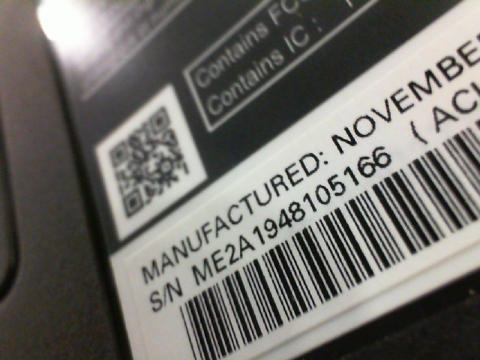 Contains FC
Contains IC :
MANUFACTURED: NOVEMBE
S/N ME2A1948105166 ( AC